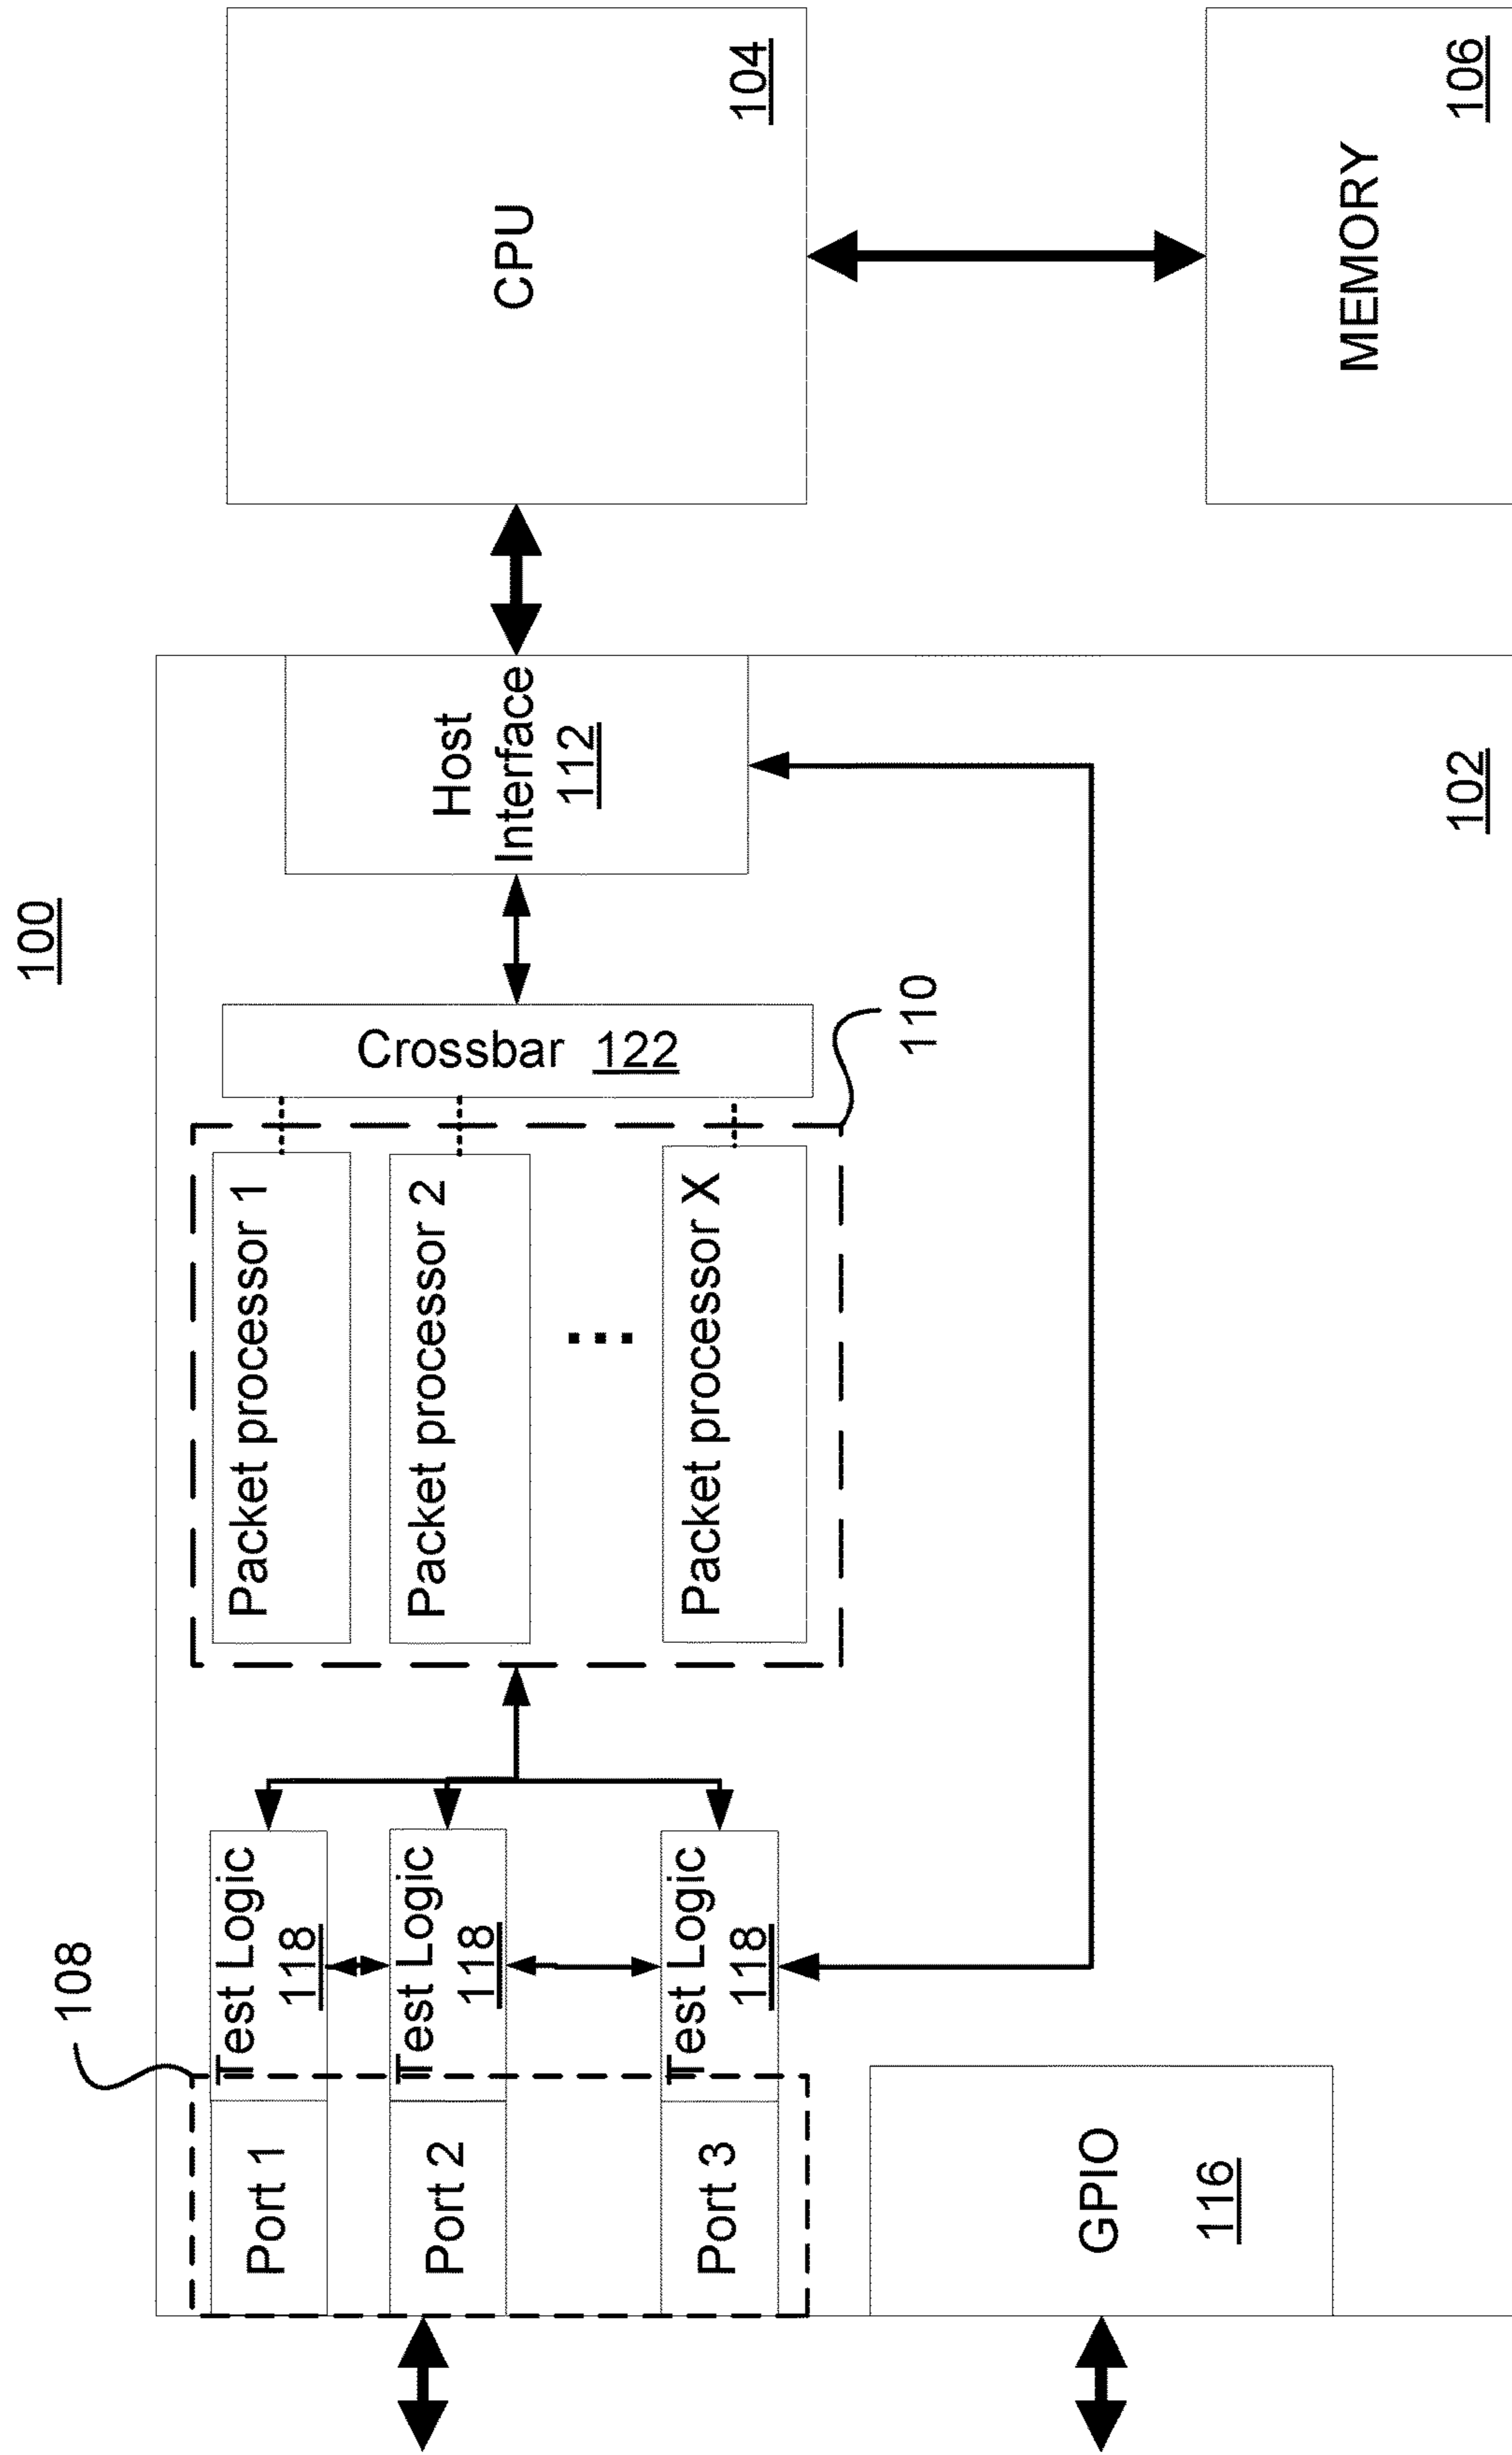 100
108
Port 1
Test Logic
118
Port 2
Test Logic
118
Port 3
Test Logic
118
GPIO
116
Packet processor 1
Packet processor 2
...
Packet processor X
110
Crossbar 122
Host
Interface
112
102
CPU
104
MEMORY
106